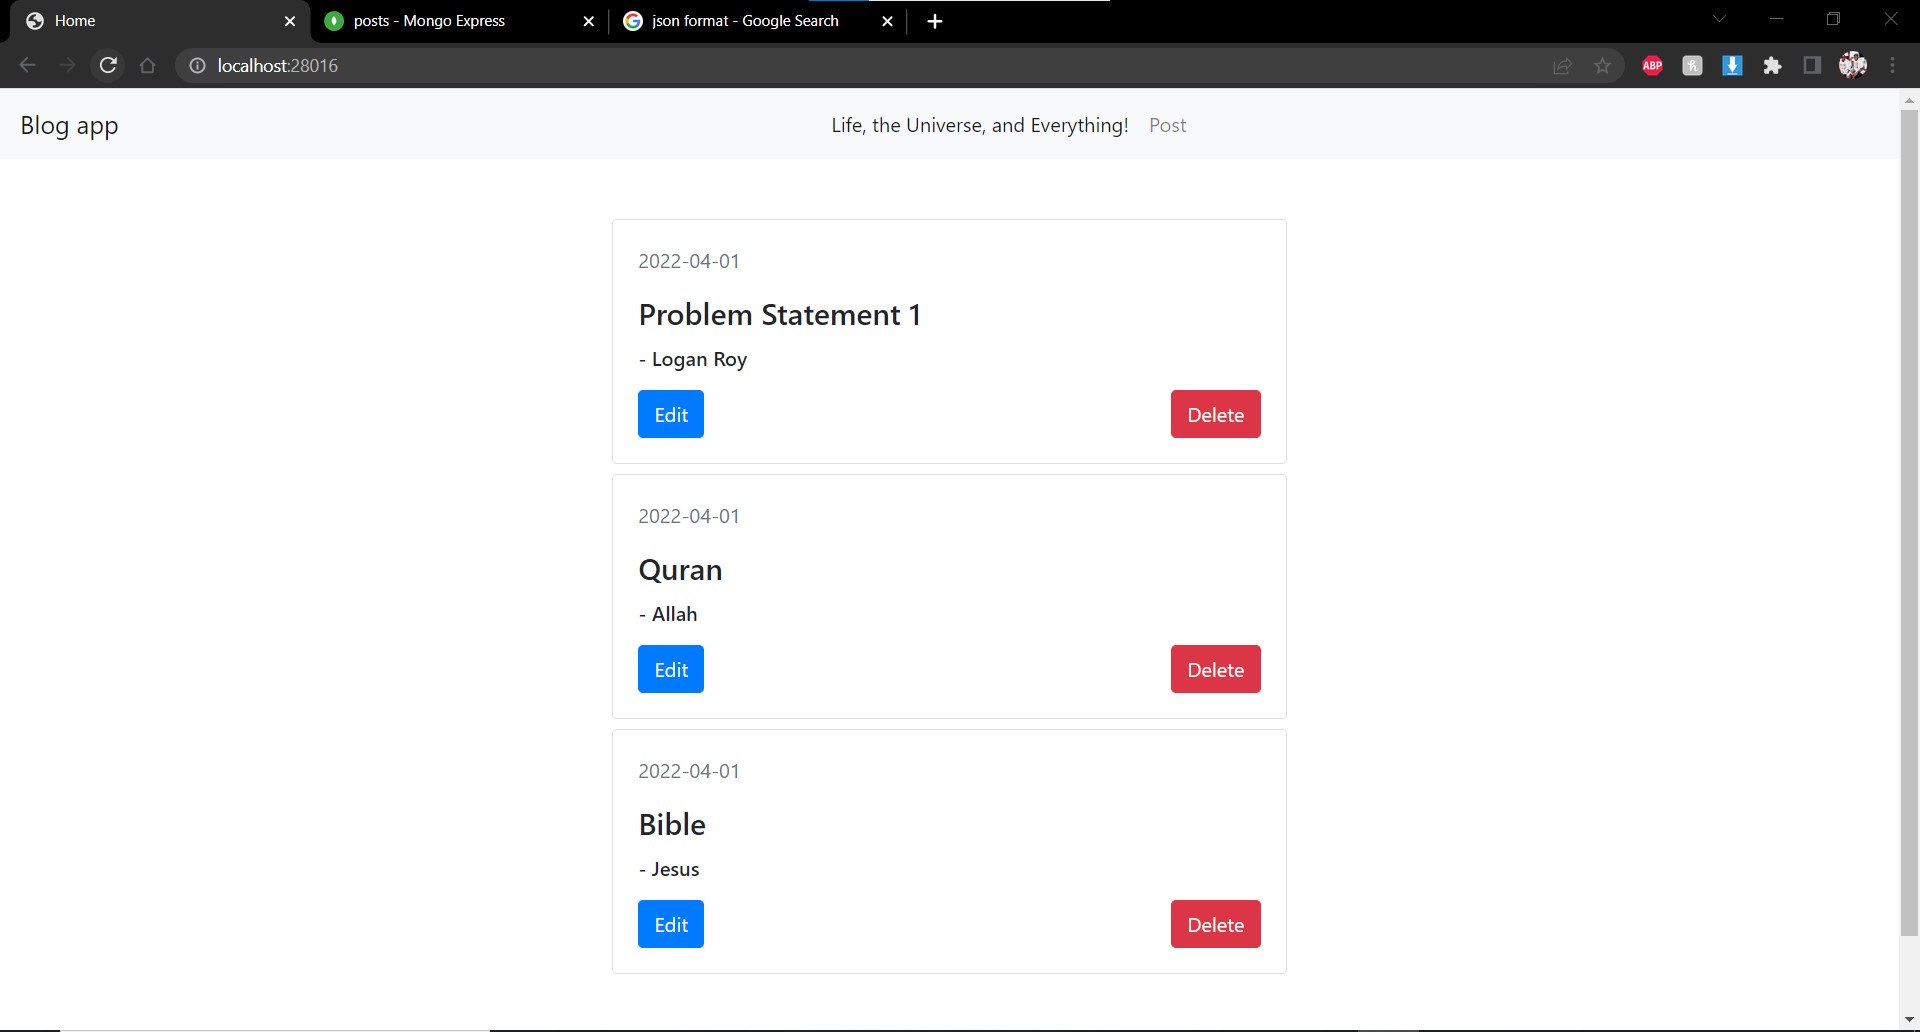 Home
posts - Mongo Express
json format - Google Search
localhost:28016
ABP
Blog app
Life, the Universe, and Everything! Post
2022-04-01
Problem Statement 1
- Logan Roy
Edit Delete
2022-04-01
Quran
- Allah
Edit Delete
2022-04-01
Bible
- Jesus
Edit Delete